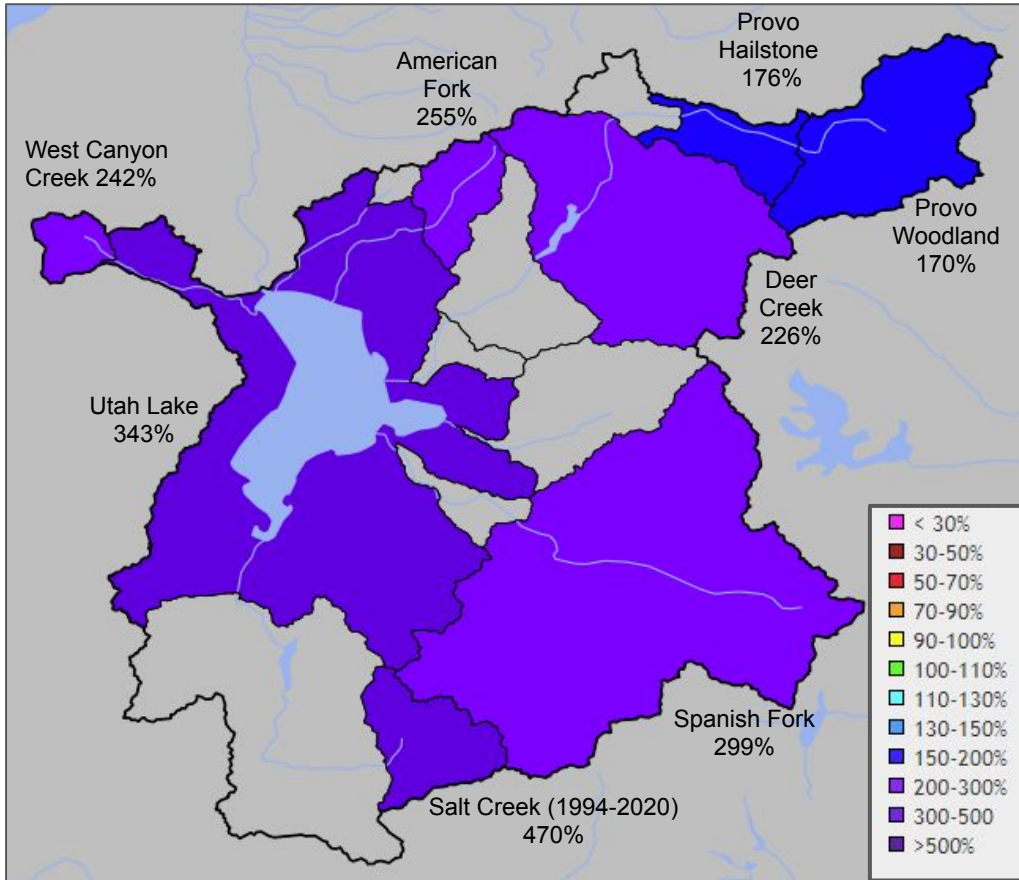 Provo
Hailstone
176%
American
Fork
255%
West Canyon
Creek 242%
Provo
Woodland
170%
Deer
Creek
226%
Utah Lake
343%
Spanish Fork
299%
Salt Creek (1994-2020)
470%
< 30%
30-50%
50-70%
70-90%
90-100%
100-110%
110-130%
130-150%
150-200%
200-300%
300-500
>500%